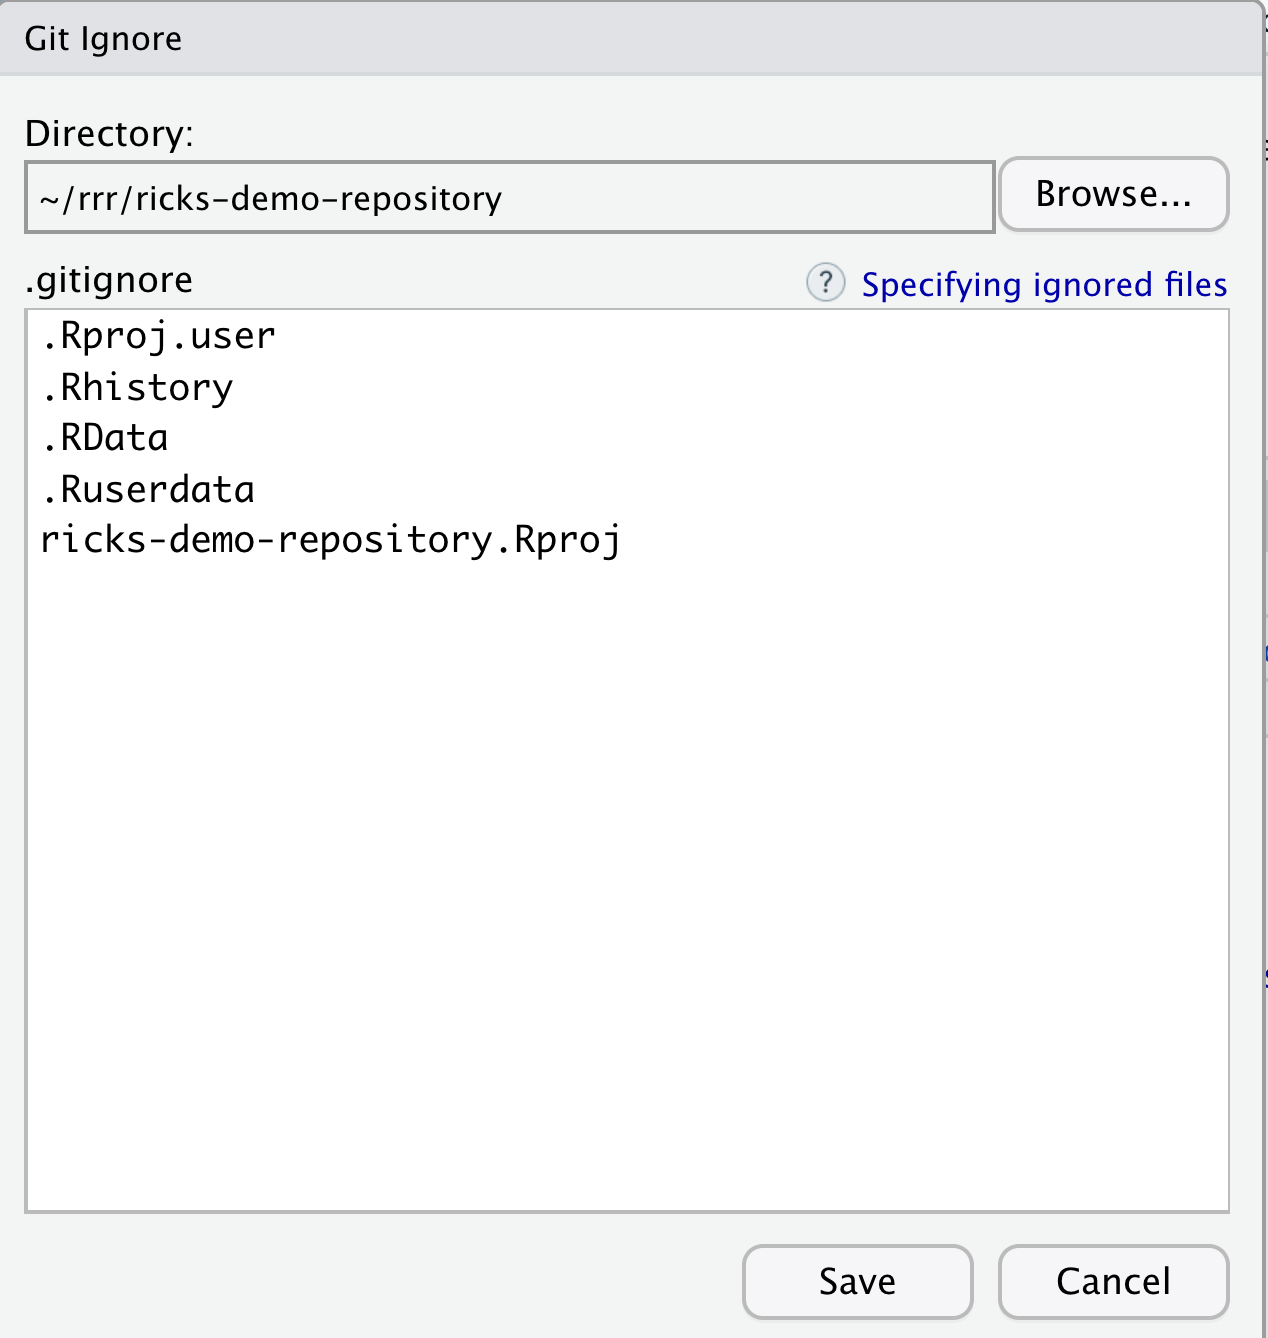 Git Ignore
Directory:
~/rrr/ricks-demo-repository
Browse...
.gitignore
? Specifying ignored files
.Rproj.user
.Rhistory
.RData
.Ruserdata
ricks-demo-repository.Rproj
Save
Cancel